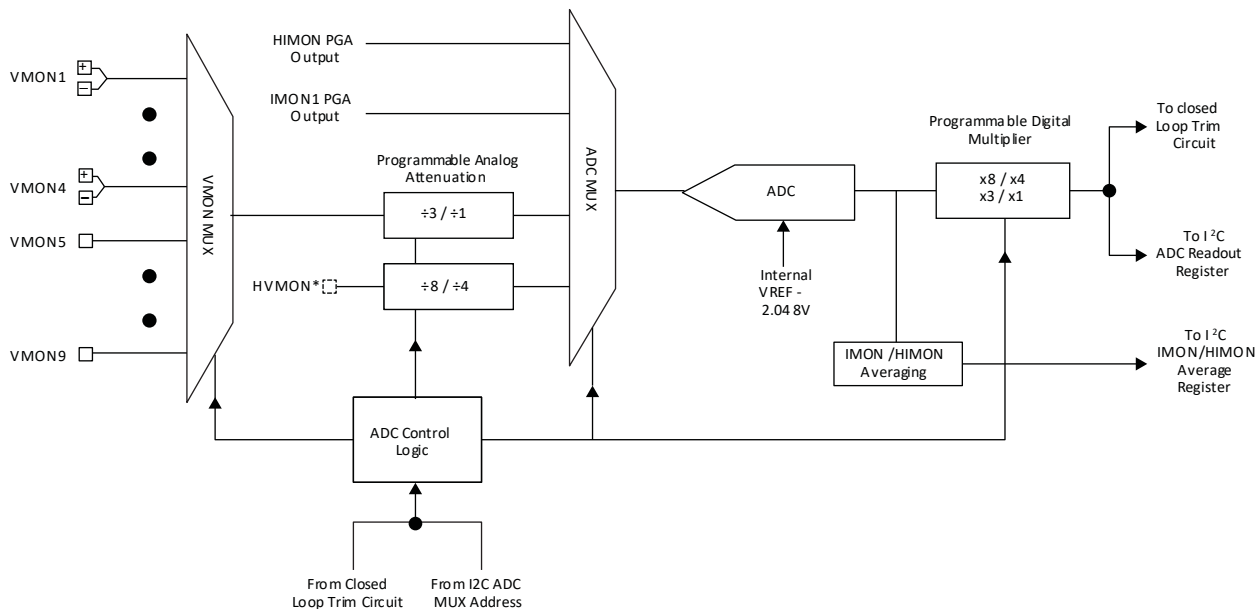 HIMON PGA
Output
VMON1
+
−
IMON1 PGA
Output
VMON4
+
−
VMON5
VMON9
VMON MUX
Programmable Analog
Attenuation
÷3 / ÷1
HVMON*
÷8 / ÷4
ADC MUX
ADC
Internal
VREF -
2.048V
Programmable Digital
Multiplier
x8 / x4
x3 / x1
To closed
Loop Trim
Circuit
To I²C
ADC Readout
Register
IMON /HIMON
Averaging
To I²C
IMON/HIMON
Average
Register
ADC Control
Logic
From Closed
Loop Trim Circuit
From I2C ADC
MUX Address